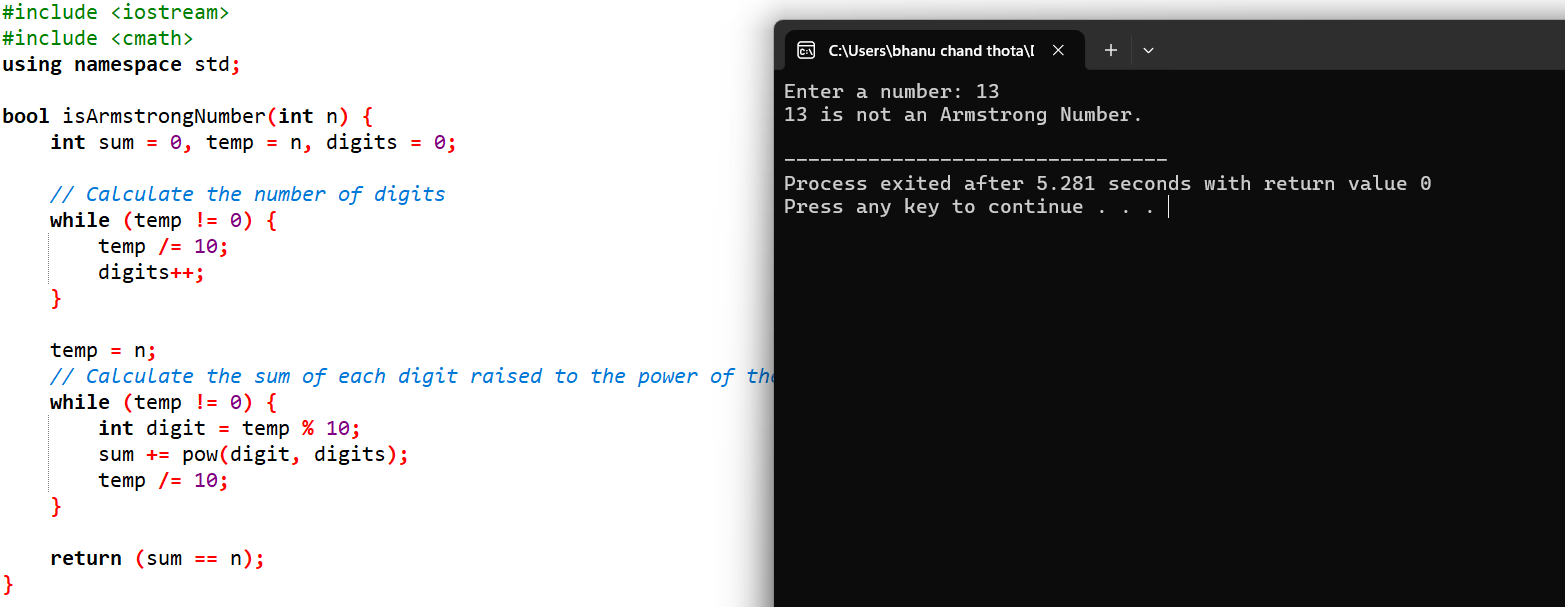 #include <iostream>
#include <cmath>
using namespace std;
bool isArmstrongNumber(int n) {
    int sum = 0, temp = n, digits = 0;
    // Calculate the number of digits
    while (temp != 0) {
        temp /= 10;
        digits++;
    }
    temp = n;
    // Calculate the sum of each digit raised to the power of the
    while (temp != 0) {
        int digit = temp % 10;
        sum += pow(digit, digits);
        temp /= 10;
    }
    return (sum == n);
}
C:\Users\bhanu chand thota\
Enter a number: 13
13 is not an Armstrong Number.
--------------------------------
Process exited after 5.281 seconds with return value 0
Press any key to continue . . .